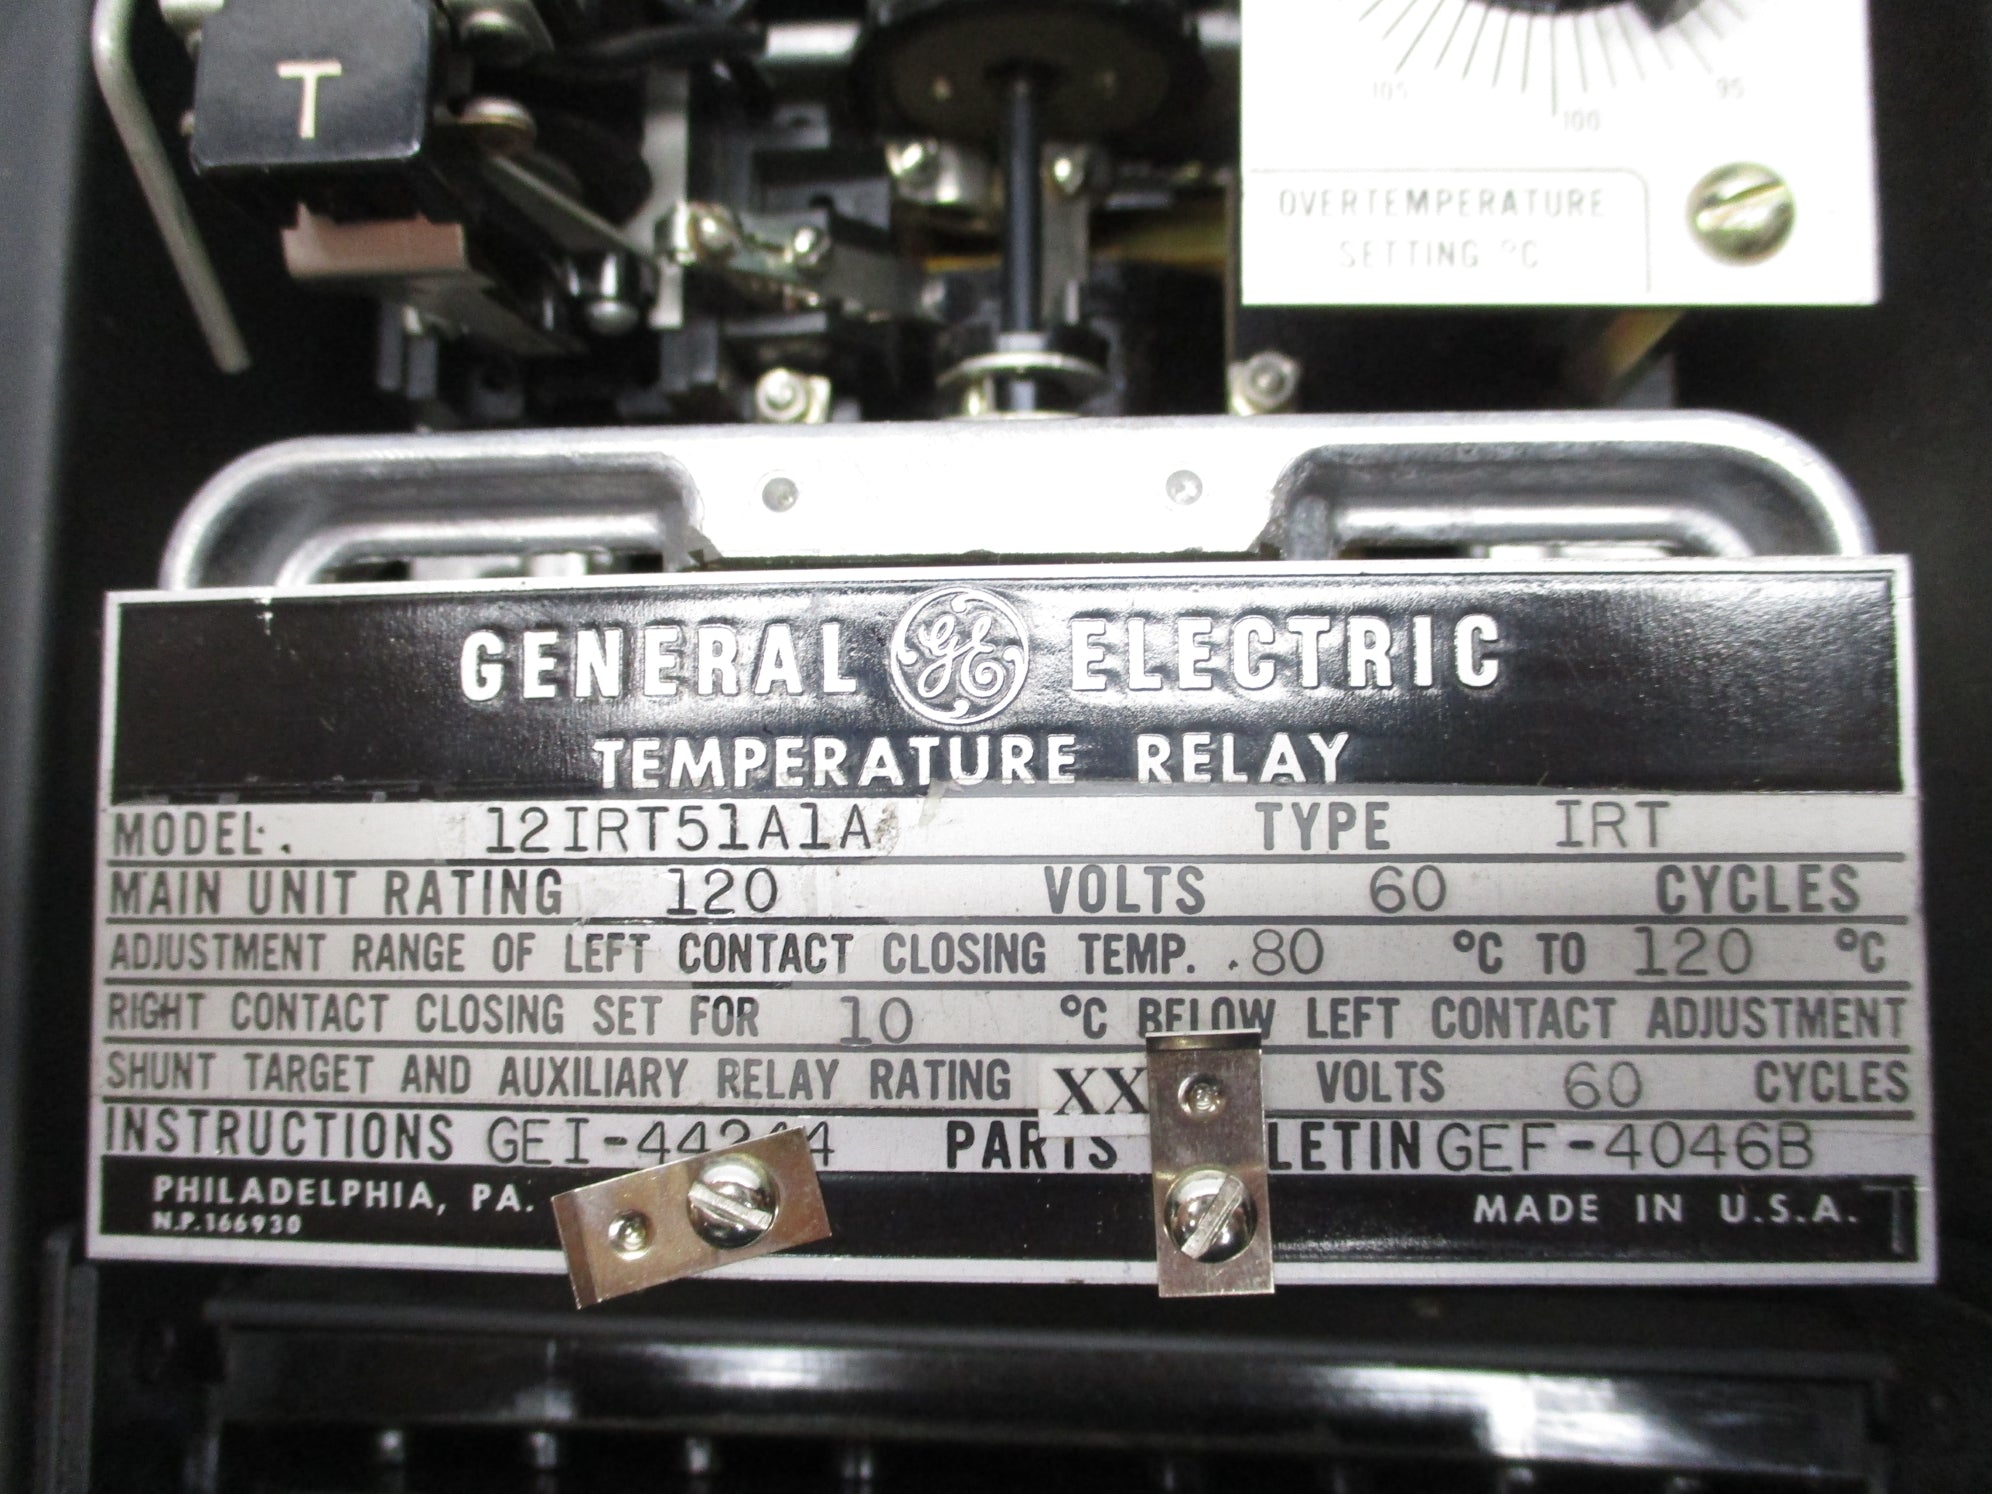 T
105
100
95
OVERTEMPERATURE
SETTING °C
GENERAL GE ELECTRIC
TEMPERATURE RELAY
MODEL. 12IRT51A1A TYPE IRT
MAIN UNIT RATING 120 VOLTS 60 CYCLES
ADJUSTMENT RANGE OF LEFT CONTACT CLOSING TEMP. 80 °C TO 120 °C
RIGHT CONTACT CLOSING SET FOR 10 °C BELOW LEFT CONTACT ADJUSTMENT
SHUNT TARGET AND AUXILIARY RELAY RATING XX VOLTS 60 CYCLES
INSTRUCTIONS PARTS GEF-4046B
PHILADELPHIA, PA.
N.P.166930
MADE IN U.S.A.